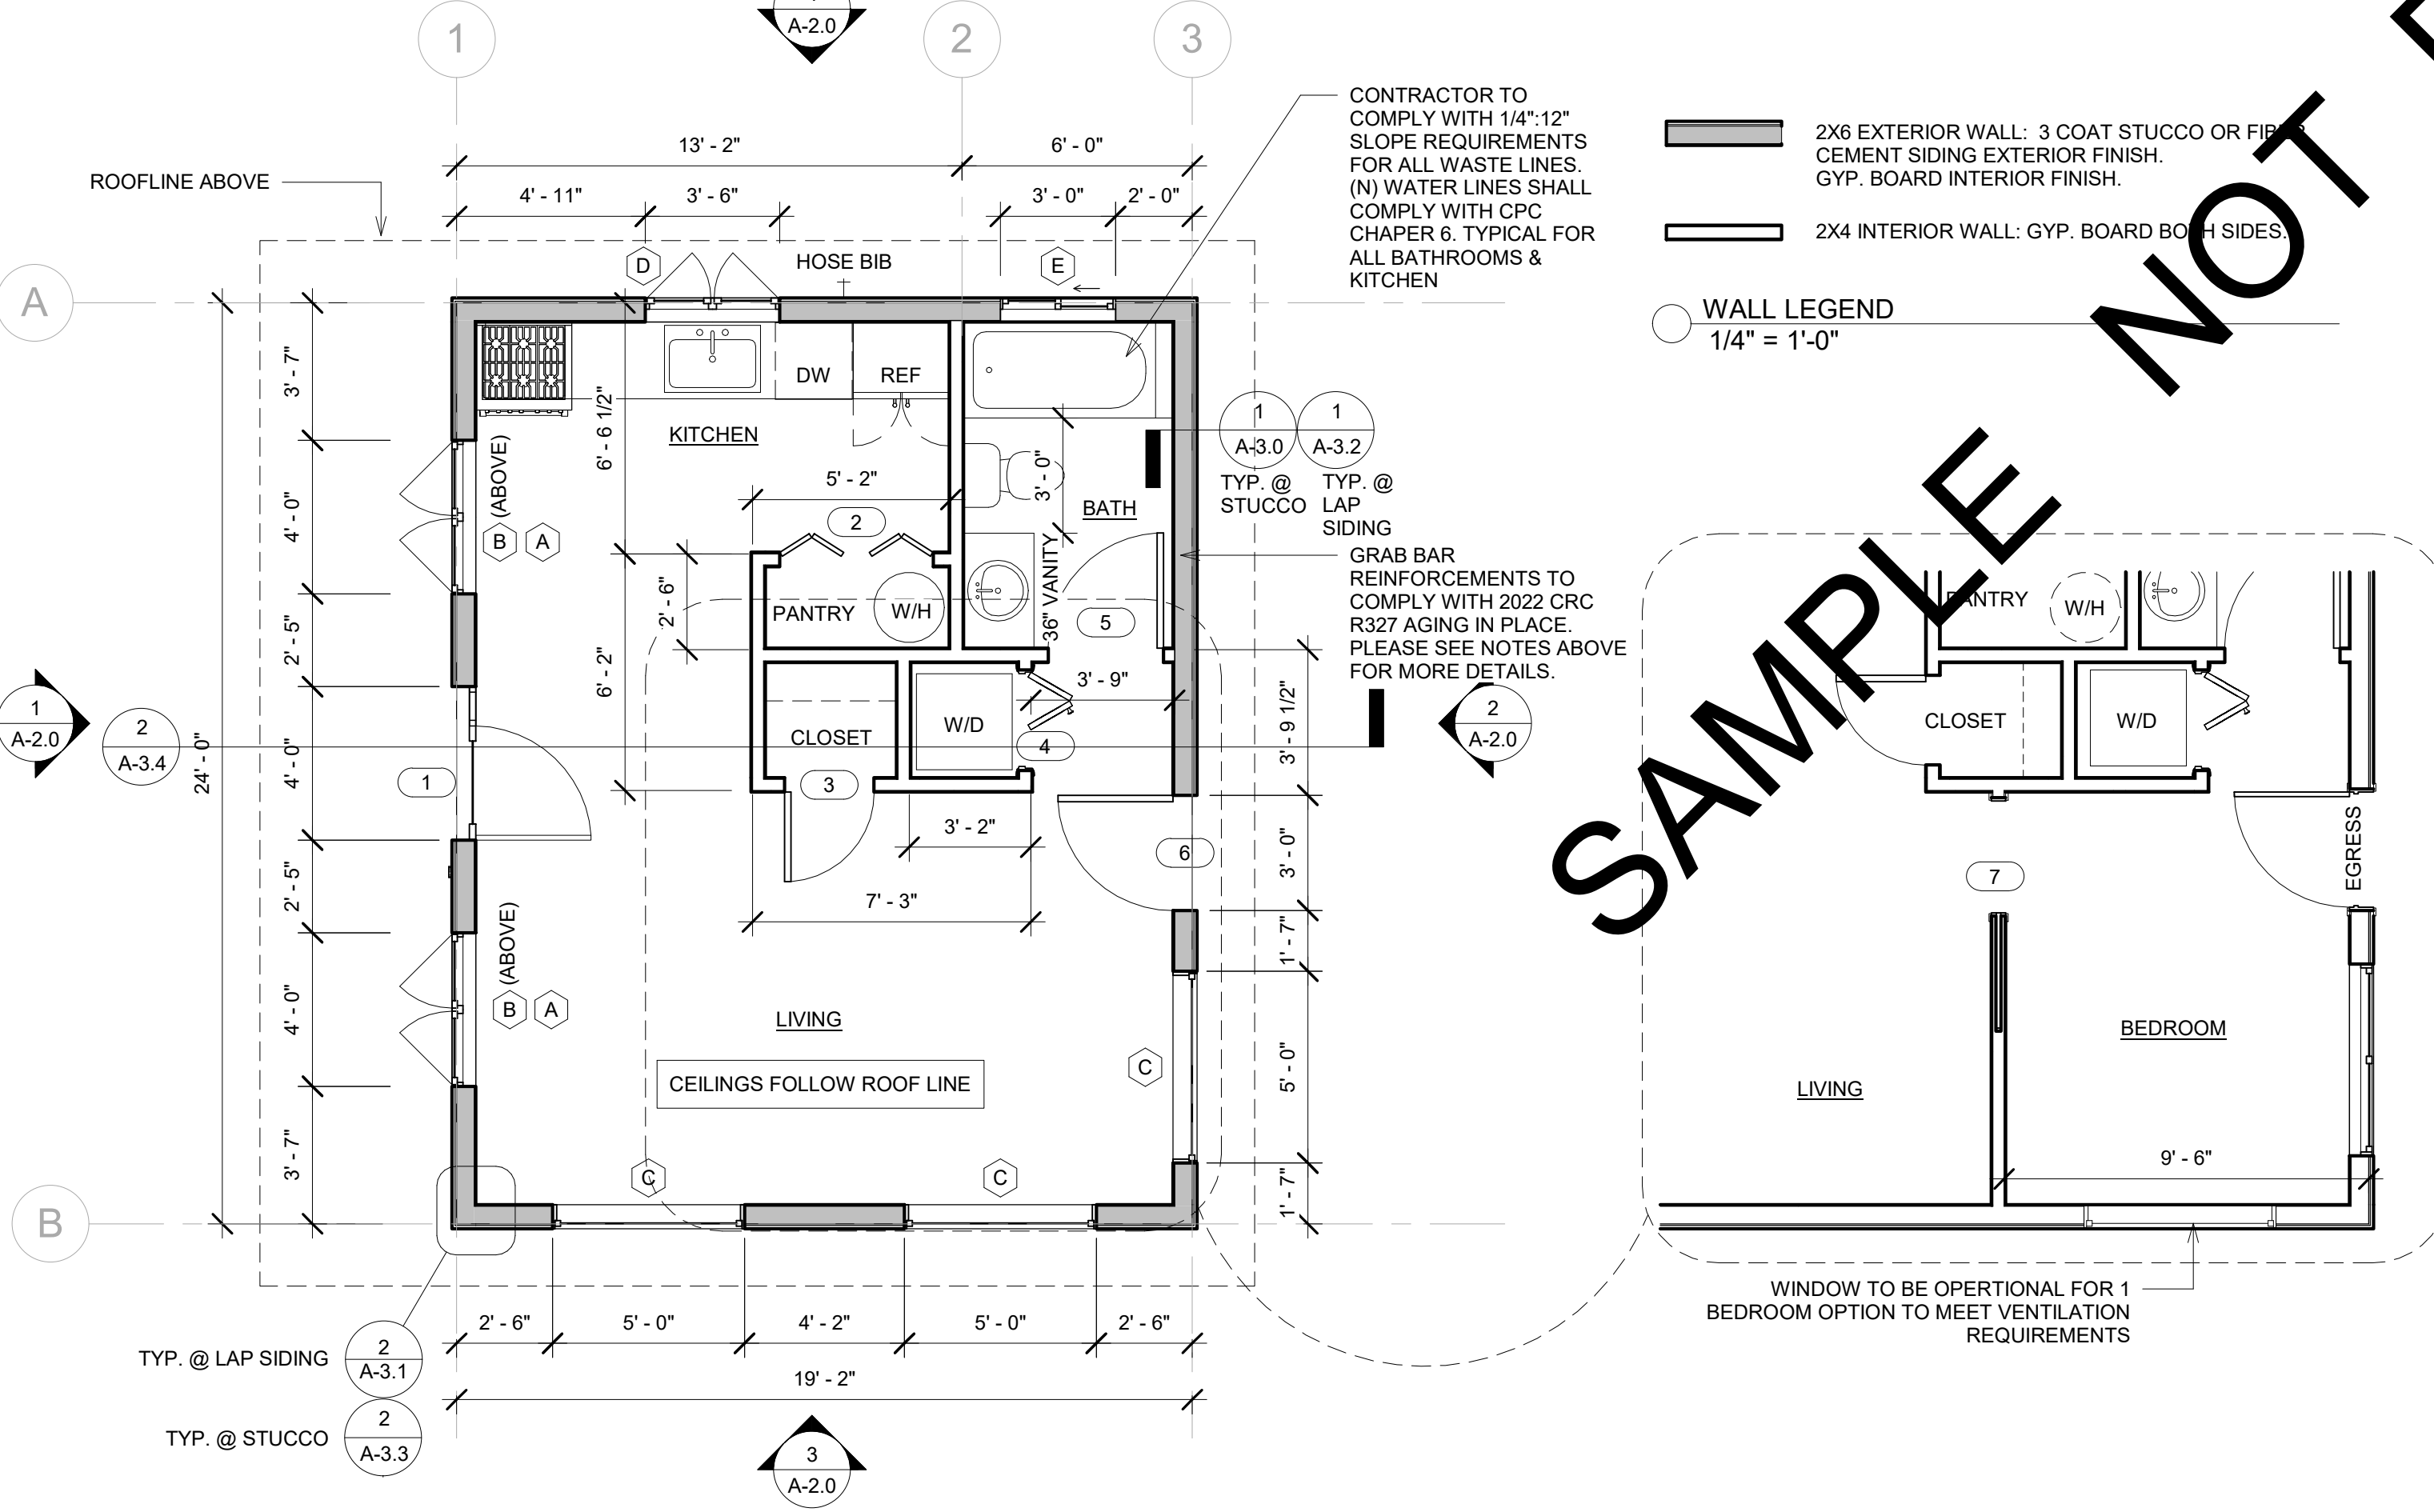 1
2
3
A-2.0
13' - 2"
6' - 0"
4' - 11"
3' - 6"
3' - 0"
2' - 0"
ROOFLINE ABOVE
D
HOSE BIB
E
A
CONTRACTOR TO
COMPLY WITH 1/4":12"
SLOPE REQUIREMENTS
FOR ALL WASTE LINES.
(N) WATER LINES SHALL
COMPLY WITH CPC
CHAPER 6. TYPICAL FOR
ALL BATHROOMS &
KITCHEN
2X6 EXTERIOR WALL: 3 COAT STUCCO OR FIBER
CEMENT SIDING EXTERIOR FINISH.
GYP. BOARD INTERIOR FINISH.
2X4 INTERIOR WALL: GYP. BOARD BOTH SIDES.
WALL LEGEND
1/4" = 1'-0"
SAMPLE NOT
3' - 7"
4' - 0"
2' - 5"
4' - 0"
2' - 5"
4' - 0"
3' - 7"
24' - 0"
DW
REF
KITCHEN
6' - 6 1/2"
(ABOVE)
B
A
5' - 2"
2
3' - 0"
BATH
36" VANITY
5
1
A-3.0
1
A-3.2
TYP. @
STUCCO
TYP. @
LAP
SIDING
GRAB BAR
REINFORCEMENTS TO
COMPLY WITH 2022 CRC
R327 AGING IN PLACE.
PLEASE SEE NOTES ABOVE
FOR MORE DETAILS.
2' - 6"
6' - 2"
PANTRY
W/H
3' - 9"
W/D
CLOSET
4
3
1
A-2.0
2
A-3.4
1
2
A-2.0
3' - 9 1/2"
3' - 0"
1' - 7"
5' - 0"
1' - 7"
3' - 2"
7' - 3"
6
(ABOVE)
B
A
LIVING
CEILINGS FOLLOW ROOF LINE
C
C
C
B
2' - 6"
5' - 0"
4' - 2"
5' - 0"
2' - 6"
19' - 2"
TYP. @ LAP SIDING
2
A-3.1
TYP. @ STUCCO
2
A-3.3
3
A-2.0
PANTRY
W/H
CLOSET
W/D
EGRESS
7
BEDROOM
LIVING
9' - 6"
WINDOW TO BE OPERTIONAL FOR 1
BEDROOM OPTION TO MEET VENTILATION
REQUIREMENTS